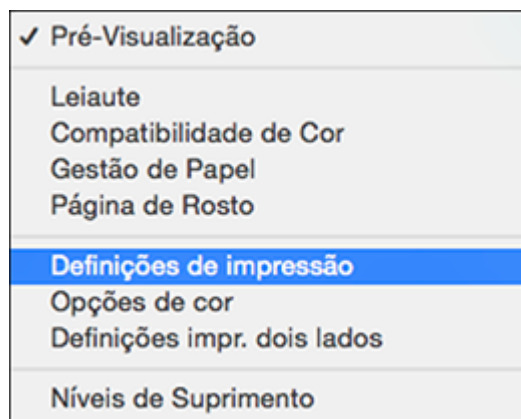 ✓ Pré-Visualização
Leiaute
Compatibilidade de Cor
Gestão de Papel
Página de Rosto
Definições de impressão
Opções de cor
Definições impr. dois lados
Níveis de Suprimento